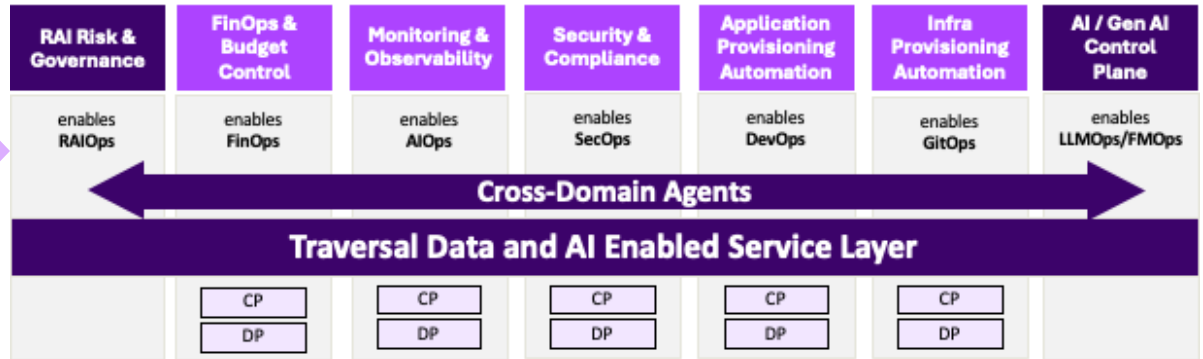 RAI Risk &
Governance
FinOps &
Budget
Control
Monitoring &
Observability
Security &
Compliance
Application
Provisioning
Automation
Infra
Provisioning
Automation
AI / Gen AI
Control
Plane
enables
RAIOps
enables
FinOps
enables
AIOps
enables
SecOps
enables
DevOps
enables
GitOps
enables
LLMOps/FMOps
Cross-Domain Agents
Traversal Data and AI Enabled Service Layer
CP
CP
CP
CP
CP
DP
DP
DP
DP
DP